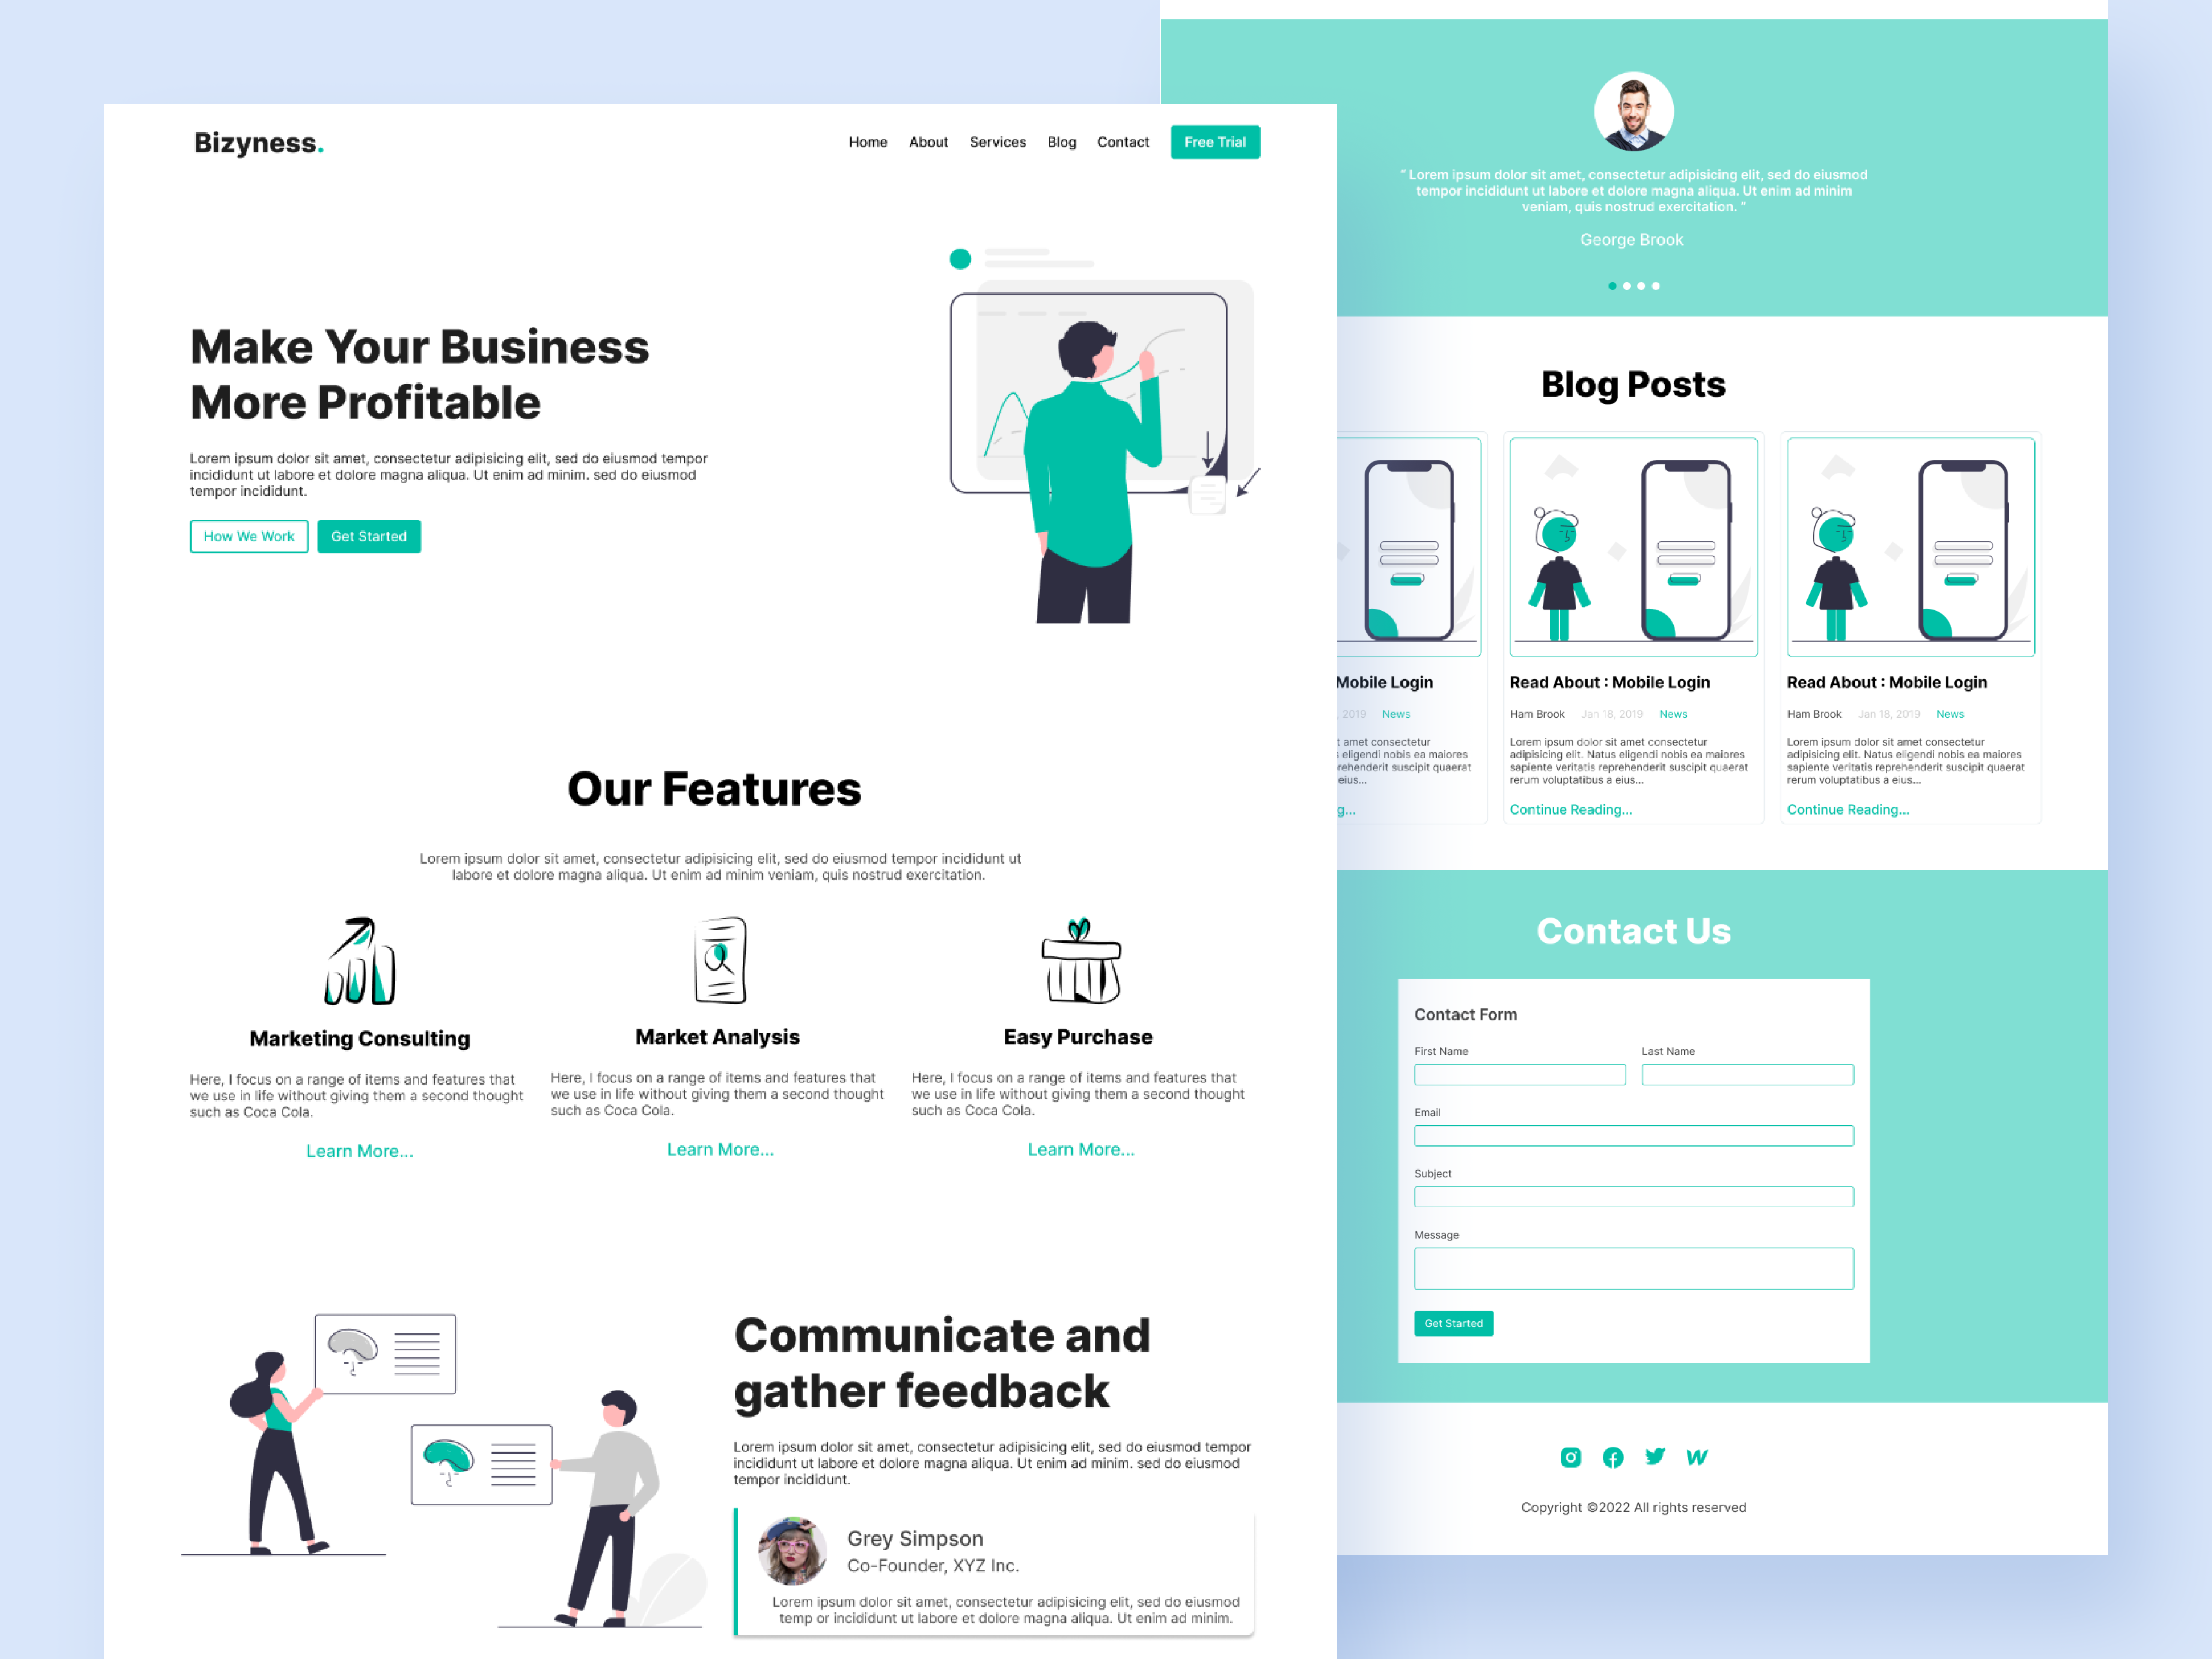 Bizyness.
Home About Services Blog Contact Free Trial
Make Your Business
More Profitable
Lorem ipsum dolor sit amet, consectetur adipisicing elit, sed do eiusmod tempor
incididunt ut labore et dolore magna aliqua. Ut enim ad minim. sed do eiusmod
tempor incididunt.
How We Work Get Started
Our Features
Lorem ipsum dolor sit amet, consectetur adipisicing elit, sed do eiusmod tempor incididunt ut
labore et dolore magna aliqua. Ut enim ad minim veniam, quis nostrud exercitation.
Marketing Consulting
Here, I focus on a range of items and features that
we use in life without giving them a second thought
such as Coca Cola.
Learn More...
Market Analysis
Here, I focus on a range of items and features that
we use in life without giving them a second thought
such as Coca Cola.
Learn More...
Easy Purchase
Here, I focus on a range of items and features that
we use in life without giving them a second thought
such as Coca Cola.
Learn More...
Communicate and
gather feedback
Lorem ipsum dolor sit amet, consectetur adipisicing elit, sed do eiusmod tempor
incididunt ut labore et dolore magna aliqua. Ut enim ad minim. sed do eiusmod
tempor incididunt.
Grey Simpson
Co-Founder, XYZ Inc.
Lorem ipsum dolor sit amet, consectetur adipisicing elit, sed do eiusmod
temp or incididunt ut labore et dolore magna aliqua. Ut enim ad minim.
“ Lorem ipsum dolor sit amet, consectetur adipisicing elit, sed do eiusmod
tempor incididunt ut labore et dolore magna aliqua. Ut enim ad minim
veniam, quis nostrud exercitation. “
George Brook
Blog Posts
Mobile Login
, 2019 News
t amet consectetur
eligendi nobis ea maiores
rehenderit suscipit quaerat
eius...
g...
Read About : Mobile Login
Ham Brook Jan 18, 2019 News
Lorem ipsum dolor sit amet consectetur
adipisicing elit. Natus eligendi nobis ea maiores
sapiente veritatis reprehenderit suscipit quaerat
rerum voluptatibus a eius...
Continue Reading...
Read About : Mobile Login
Ham Brook Jan 18, 2019 News
Lorem ipsum dolor sit amet consectetur
adipisicing elit. Natus eligendi nobis ea maiores
sapiente veritatis reprehenderit suscipit quaerat
rerum voluptatibus a eius...
Continue Reading...
Contact Us
Contact Form
First Name Last Name
Email
Subject
Message
Get Started
Copyright ©2022 All rights reserved